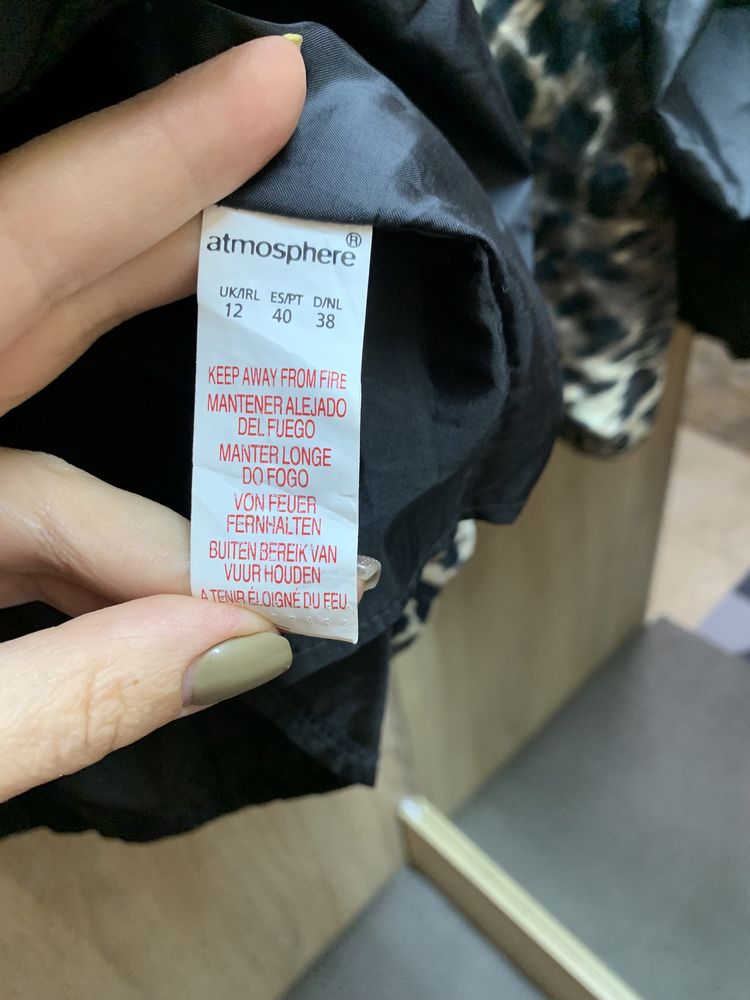 atmosphere®
UK/IRL ES/PT D/NL
12 40 38
KEEP AWAY FROM FIRE
MANTENER ALEJADO
DEL FUEGO
MANTER LONGE
DO FOGO
VON FEUER
FERNHALTEN
BUITEN BEREIK VAN
VUUR HOUDEN
A TENIR ÉLOIGNÉ DU FEU